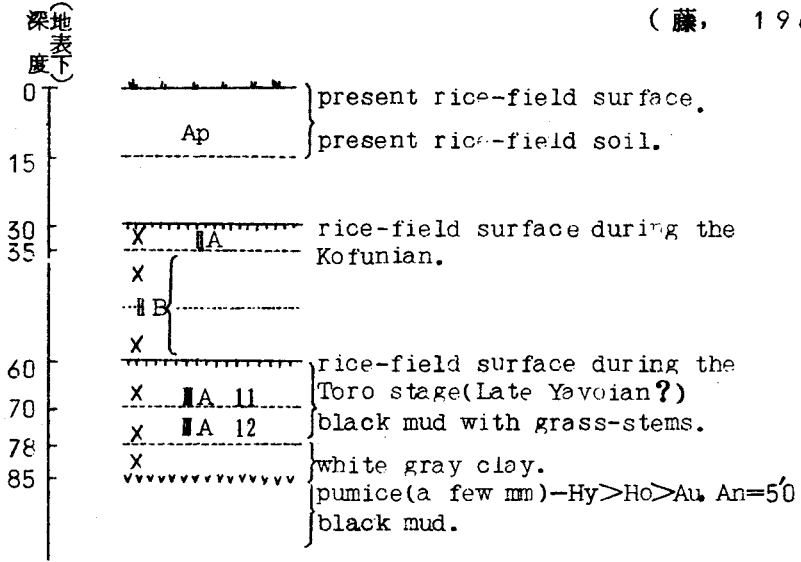 深度(地表下)
(藤, 19
0
present rice-field surface.
Ap
present rice-field soil.
15
30
rice-field surface during the
A
35
Kofunian.
B
60
rice-field surface during the
Toro stage(Late Yayoian?)
A 11
70
black mud with grass-stems.
A 12
78
white gray clay.
85
pumice(a few mm)-Hy>Ho>Au. An=50
black mud.